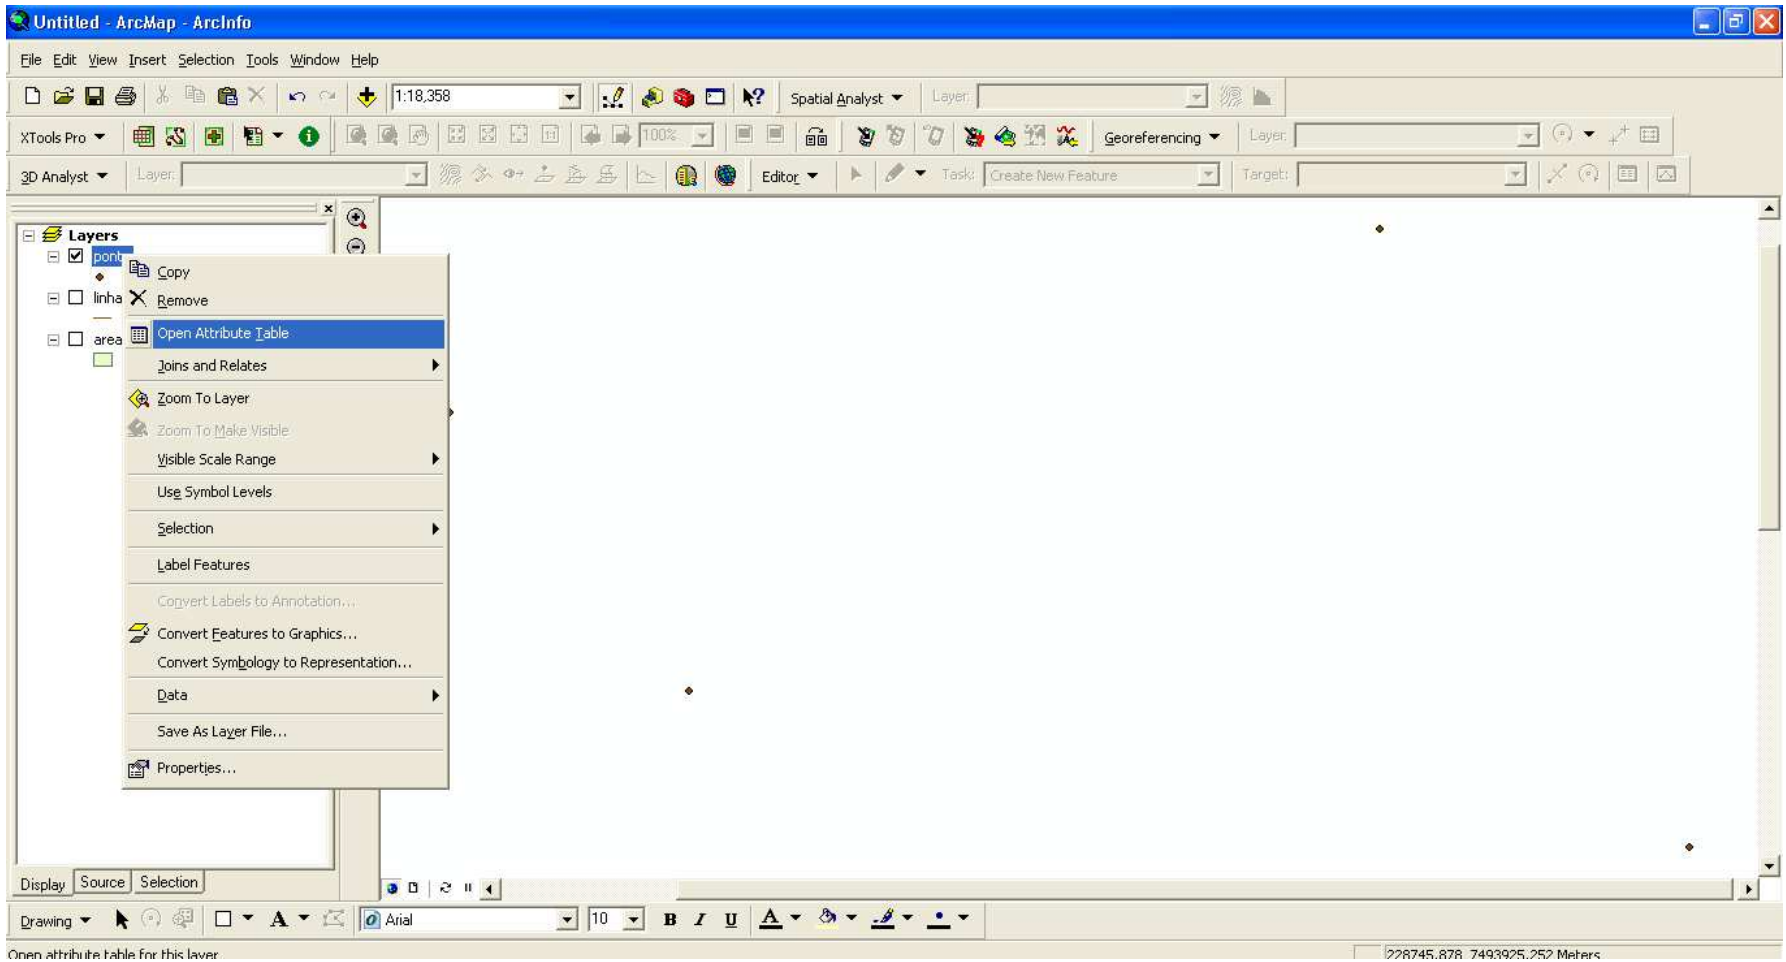 Untitled - ArcMap - ArcInfo
File Edit View Insert Selection Tools Window Help
1:18,358 Spatial Analyst Layer:
XTools Pro 100% Georeferencing Layer:
3D Analyst Layer: Editor Task: Create New Feature Target:
Layers
Copy
Remove
linha
Open Attribute Table
area
Joins and Relates
Zoom To Layer
Zoom To Make Visible
Visible Scale Range
Use Symbol Levels
Selection
Label Features
Convert Labels to Annotation...
Convert Features to Graphics...
Convert Symbology to Representation...
Data
Save As Layer File...
Properties...
Display Source Selection
Drawing A Arial 10 B I U A
Open attribute table for this layer
228745,878 7493925,252 Meters